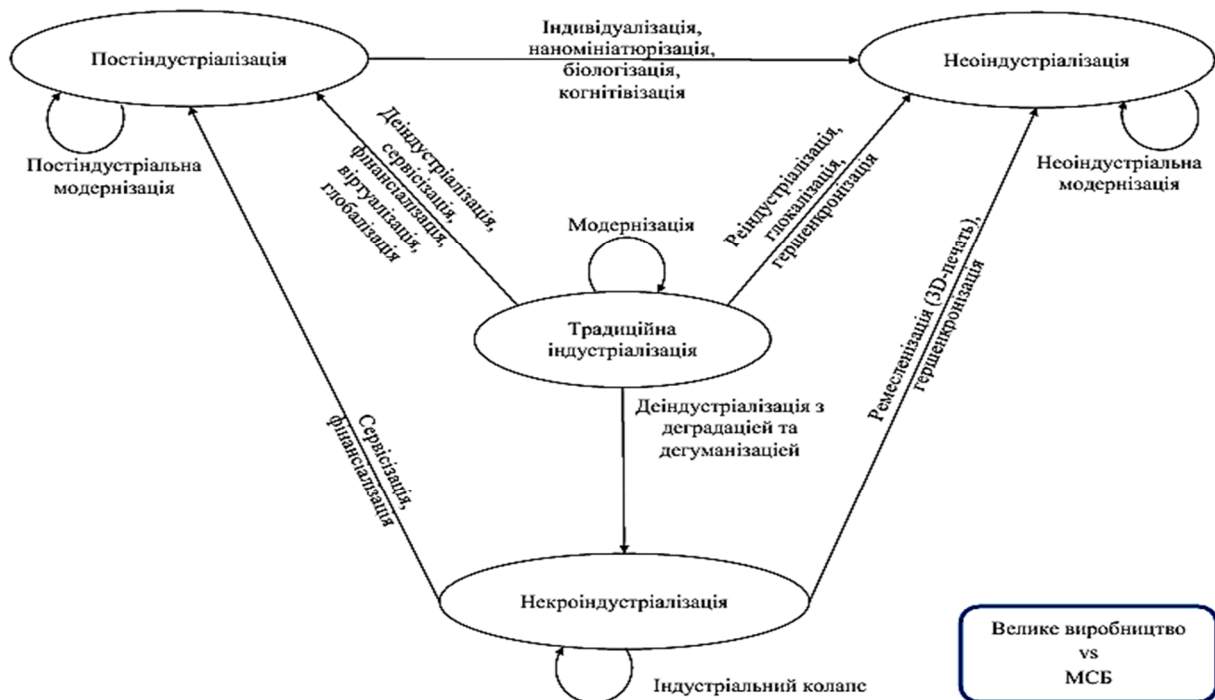 Постіндустріалізація
Індивідуалізація,
наномініатюрізація,
біологізація,
когнітивізація
Неоіндустріалізація
Постіндустріальна
модернізація
Деіндустріалізація,
сервісізація,
фінансіалізація,
віртуалізація,
глобалізація
Модернізація
Реіндустріалізація,
глокалізація,
гершенкронізація
Неоіндустріальна
модернізація
Традиційна
індустріалізація
Деіндустріалізація з
деградацією та
дегуманізацією
Сервісізація,
фінансіалізація
Ремесленізація (3D-печать),
гершенкронізація
Некроіндустріалізація
Індустріальний колапс
Велике виробництво
vs
МСБ